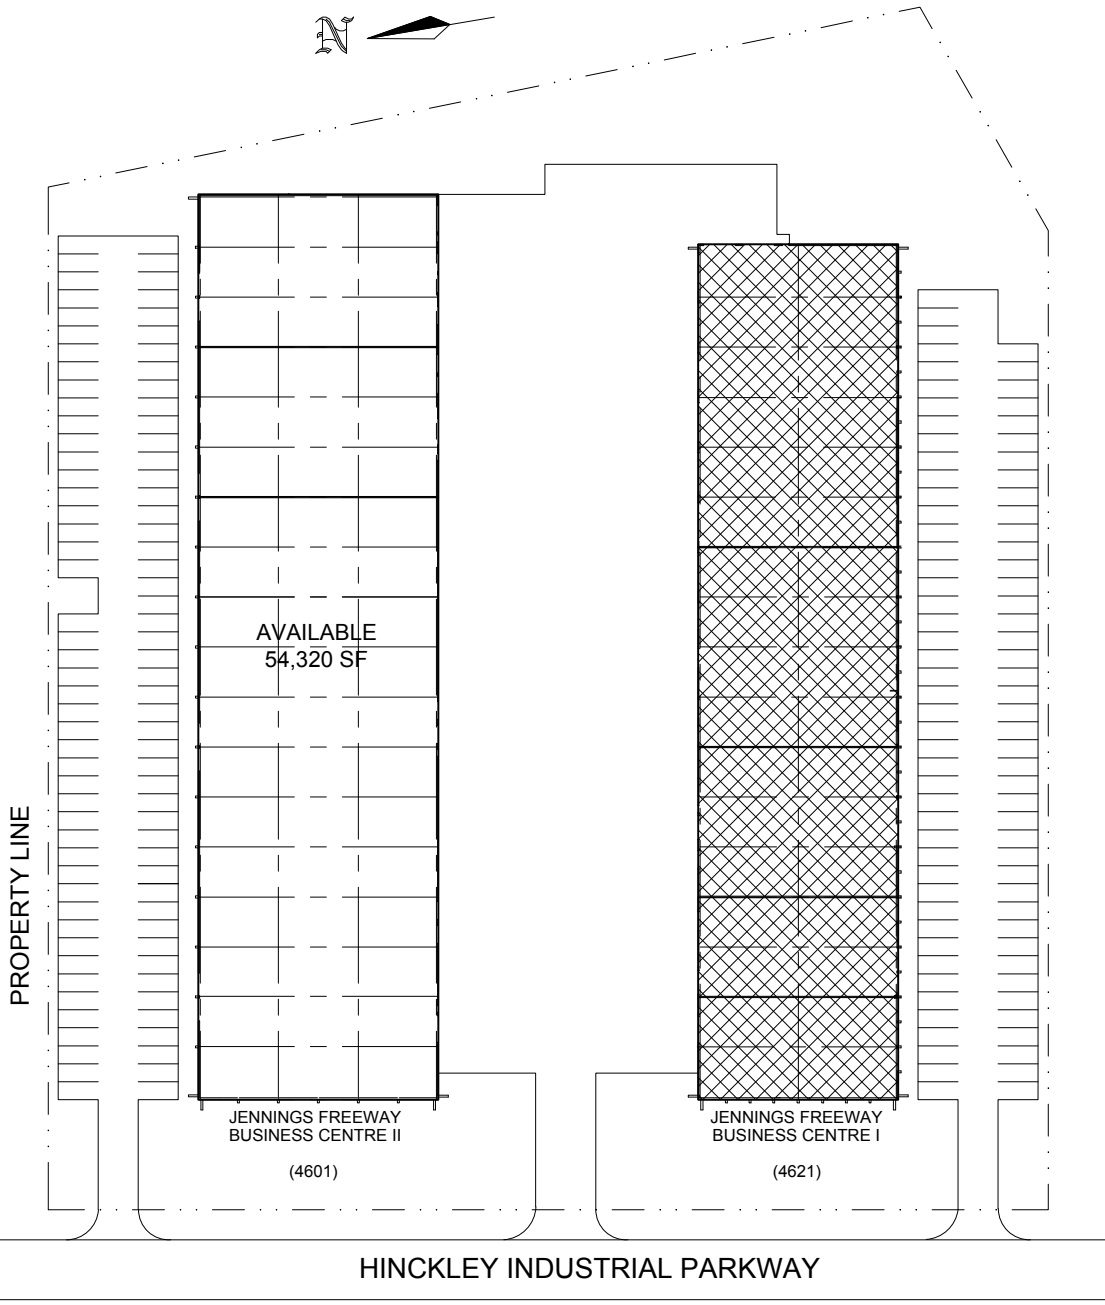 N
AVAILABLE
54,320 SF
PROPERTY LINE
JENNINGS FREEWAY
BUSINESS CENTRE II
(4601)
JENNINGS FREEWAY
BUSINESS CENTRE I
(4621)
HINCKLEY INDUSTRIAL PARKWAY